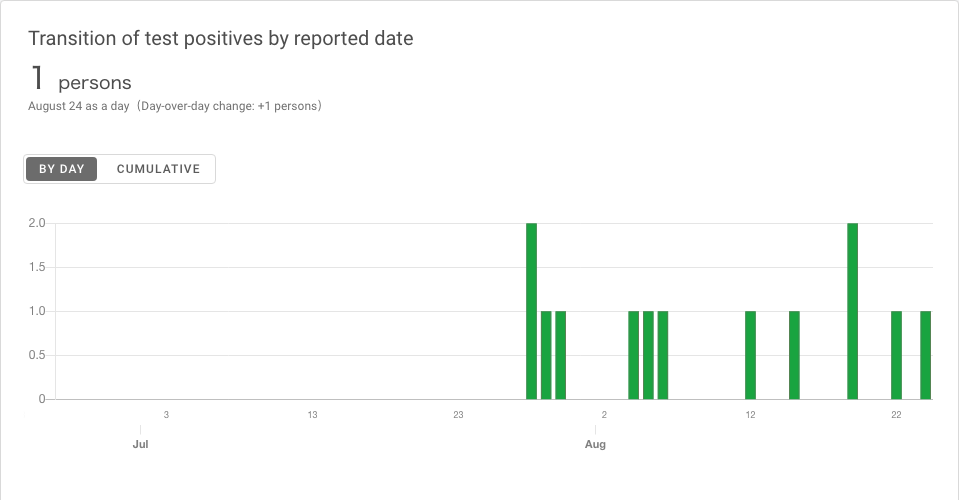 Transition of test positives by reported date
1 persons
August 24 as a day (Day-over-day change: +1 persons)
BY DAY CUMULATIVE
2.0
1.5
1.0
0.5
0
3 13 23 2 12 22
Jul Aug